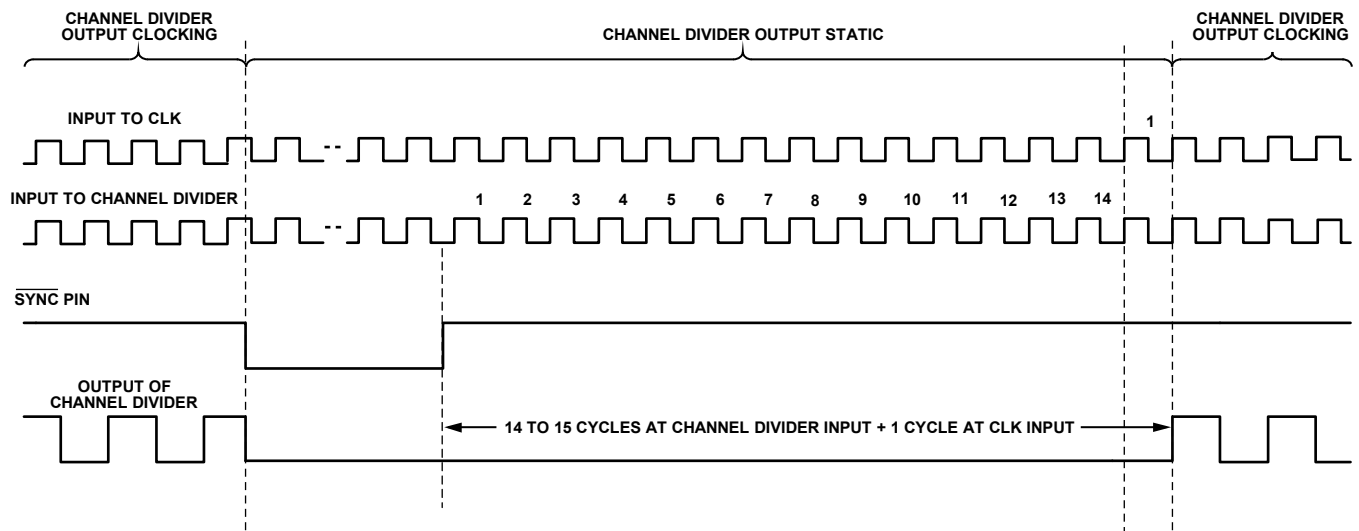 CHANNEL DIVIDER
OUTPUT CLOCKING
CHANNEL DIVIDER OUTPUT STATIC
CHANNEL DIVIDER
OUTPUT CLOCKING
INPUT TO CLK
1
INPUT TO CHANNEL DIVIDER
1 2 3 4 5 6 7 8 9 10 11 12 13 14
SYNC PIN
OUTPUT OF
CHANNEL DIVIDER
14 TO 15 CYCLES AT CHANNEL DIVIDER INPUT + 1 CYCLE AT CLK INPUT